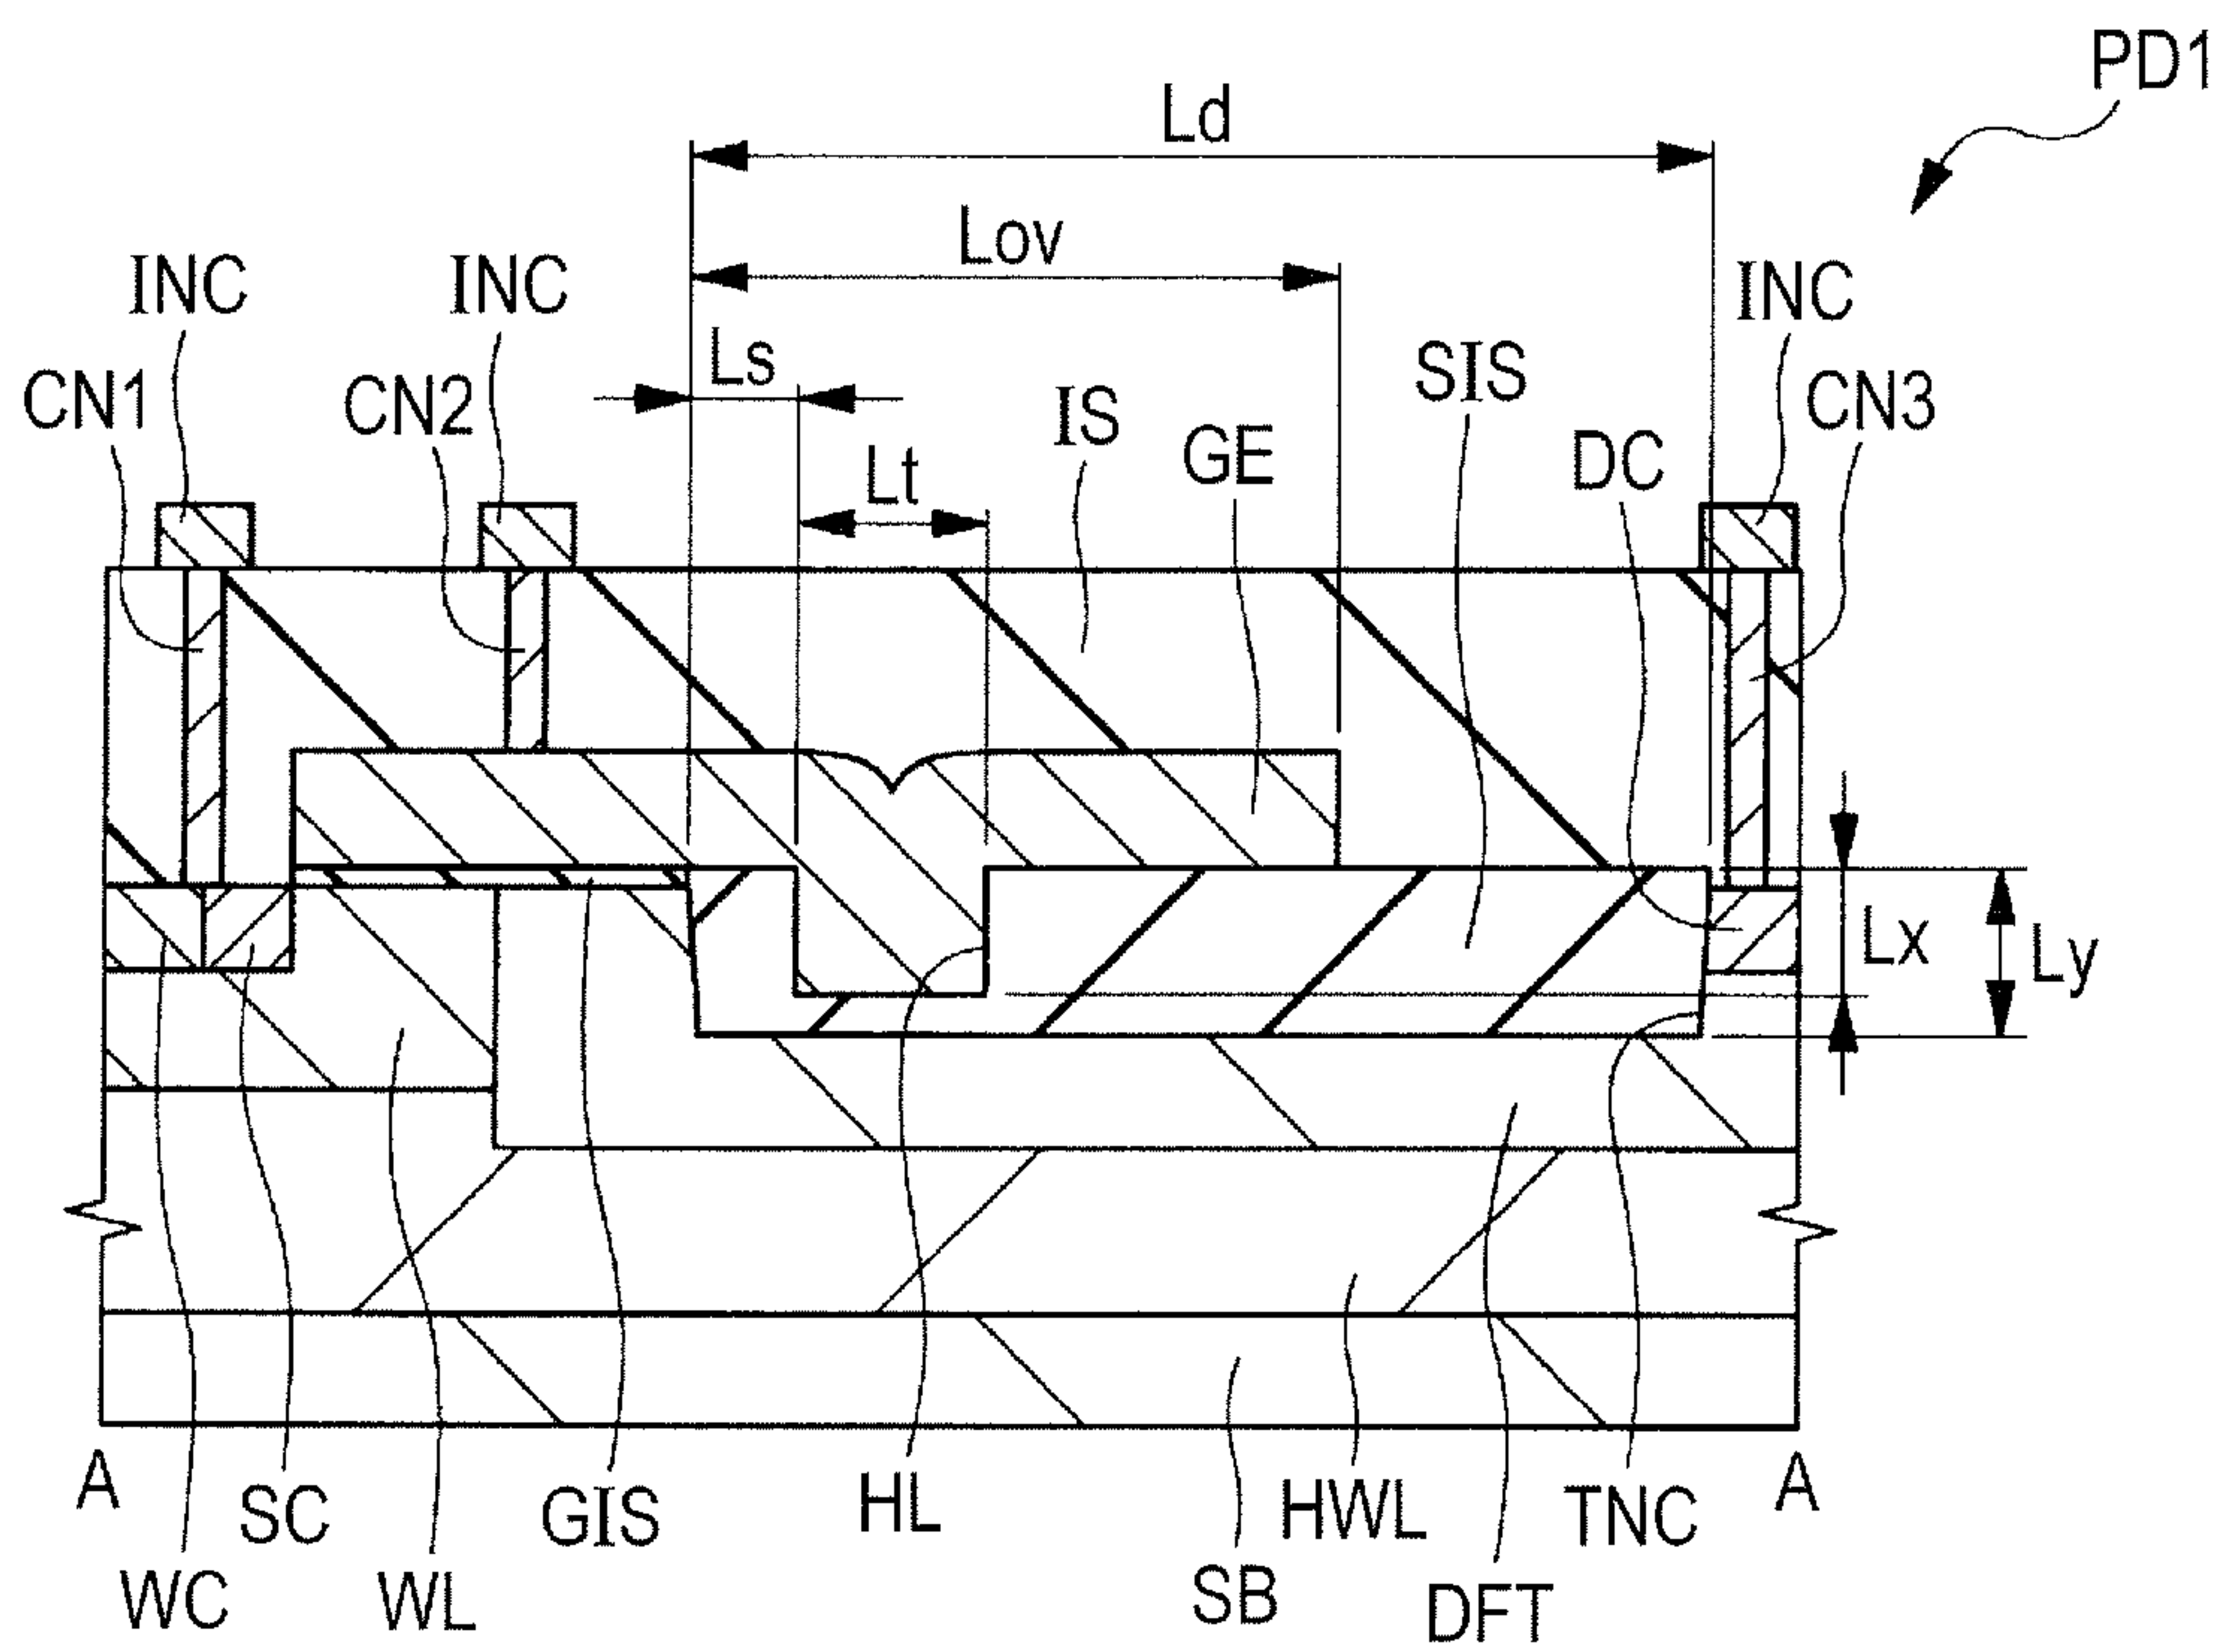 PD1
Ld
Lov
INC
INC
INC
Ls
SIS
CN1
CN2
CN3
IS
GE
DC
Lt
Lx
Ly
A
SC
GIS
HL
HWL
TNC
A
WC
WL
SB
DFT